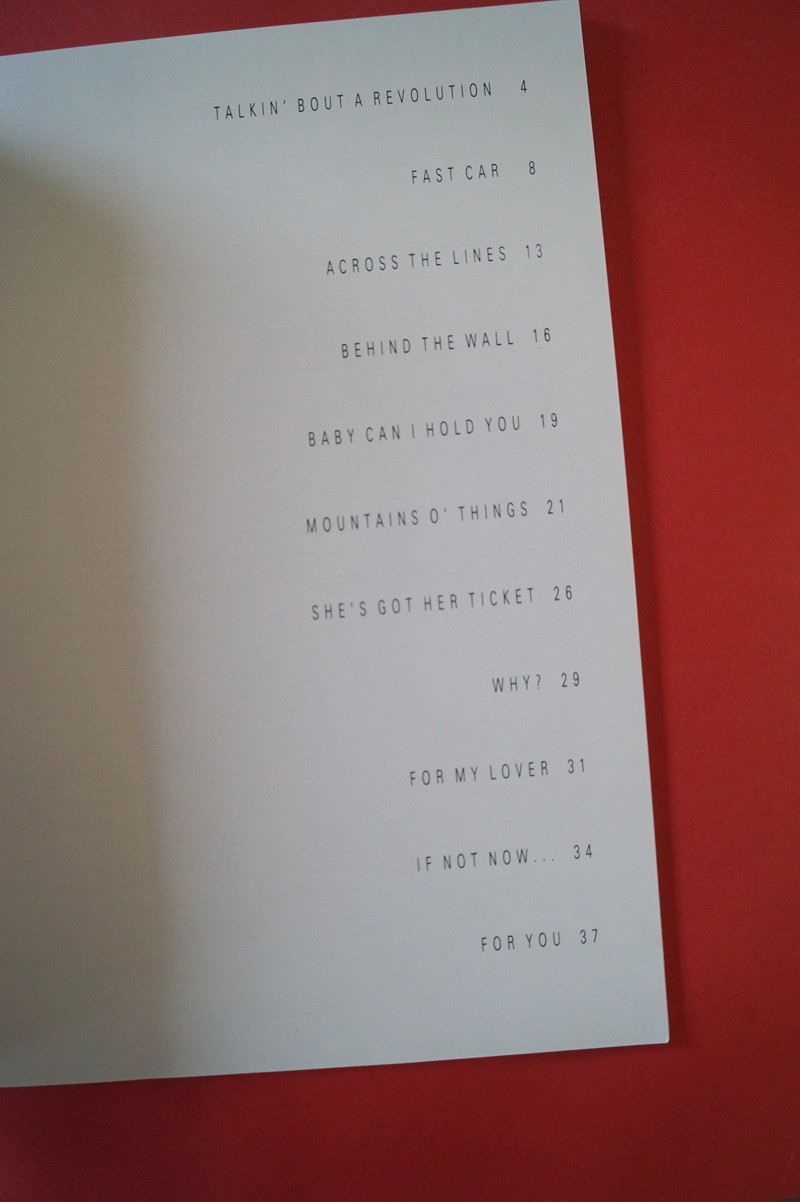 TALKIN' BOUT A REVOLUTION 4
FAST CAR 8
ACROSS THE LINES 13
BEHIND THE WALL 16
BABY CAN I HOLD YOU 19
MOUNTAINS O' THINGS 21
SHE'S GOT HER TICKET 26
WHY? 29
FOR MY LOVER 31
IF NOT NOW... 34
FOR YOU 37